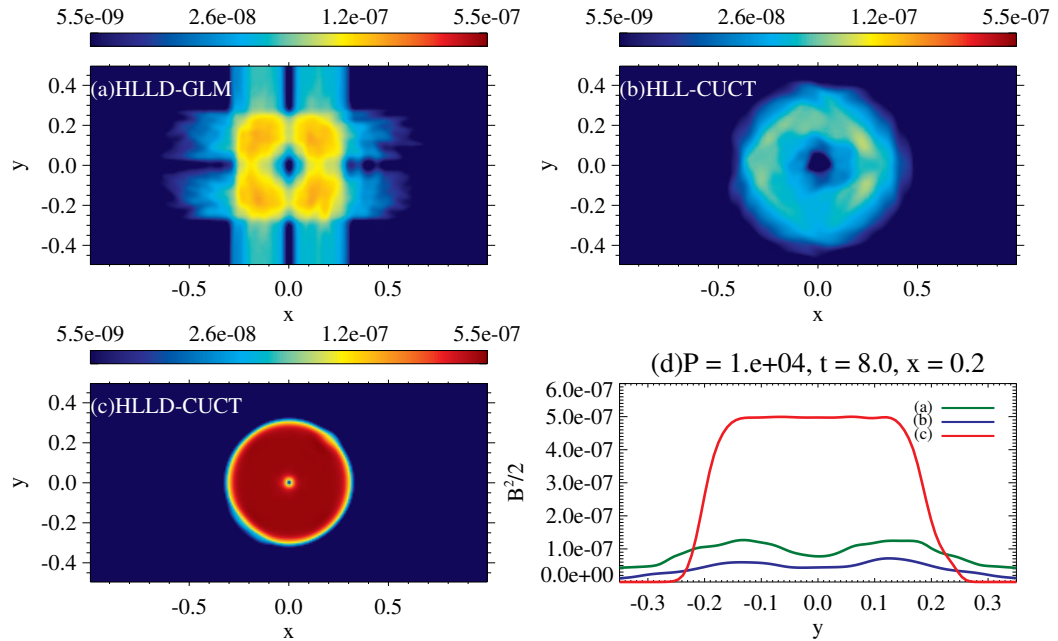 5.5e-09 2.6e-08 1.2e-07 5.5e-07
(a)HLLD-GLM
0.4
0.2
0.0
-0.2
-0.4
y
-0.5 0.0 0.5
x
5.5e-09 2.6e-08 1.2e-07 5.5e-07
(b)HLL-CUCT
0.4
0.2
0.0
-0.2
-0.4
y
-0.5 0.0 0.5
x
5.5e-09 2.6e-08 1.2e-07 5.5e-07
(c)HLLD-CUCT
0.4
0.2
0.0
-0.2
-0.4
y
-0.5 0.0 0.5
x
(d)P = 1.e+04, t = 8.0, x = 0.2
6.0e-07
5.0e-07
4.0e-07
3.0e-07
2.0e-07
1.0e-07
0.0e+00
B²/2
(a)
(b)
(c)
-0.3 -0.2 -0.1 0.0 0.1 0.2 0.3
y